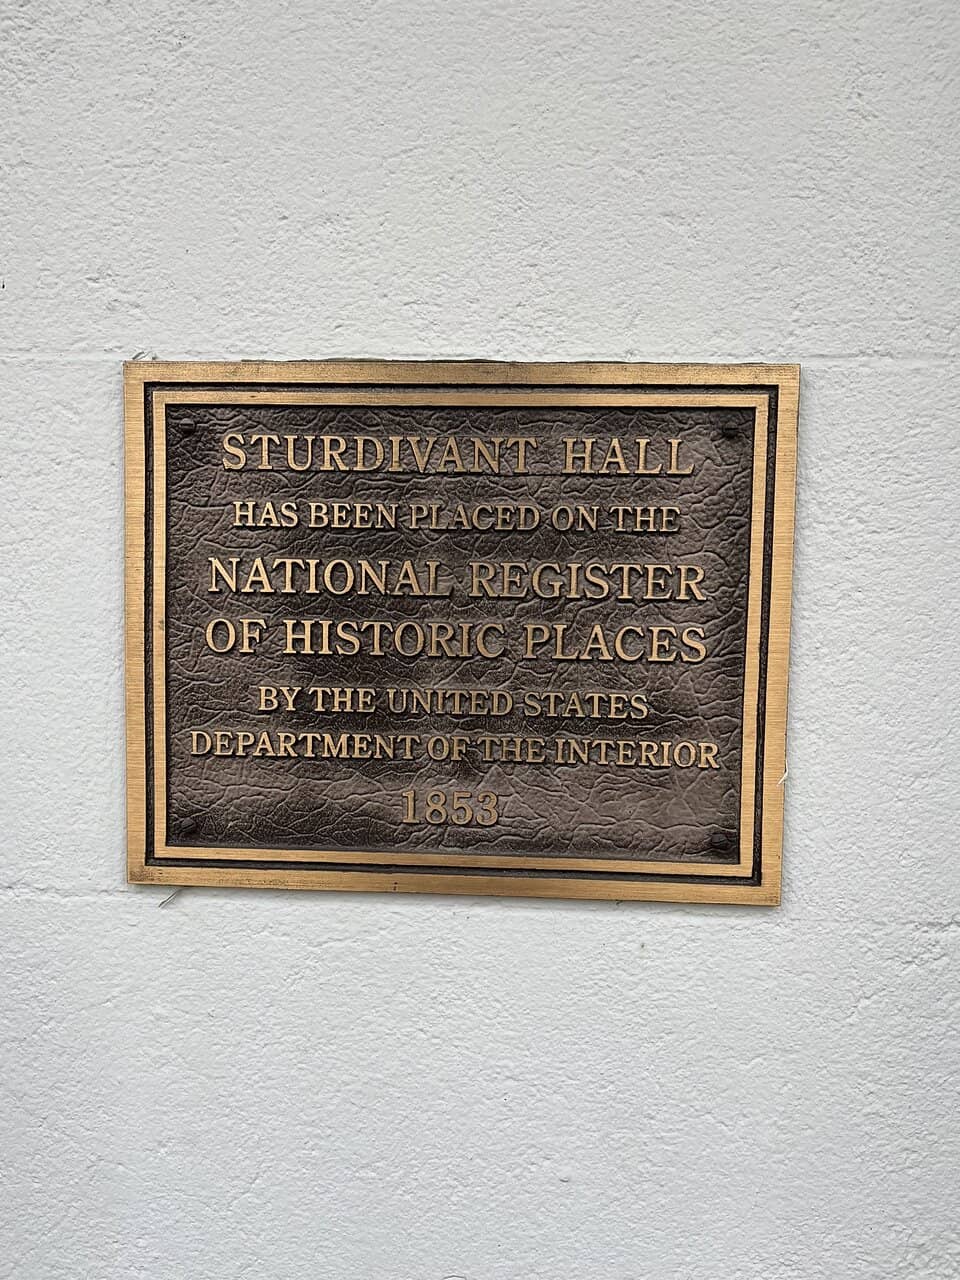 STURDIVANT HALL
HAS BEEN PLACED ON THE
NATIONAL REGISTER
OF HISTORIC PLACES
BY THE UNITED STATES
DEPARTMENT OF THE INTERIOR
1853